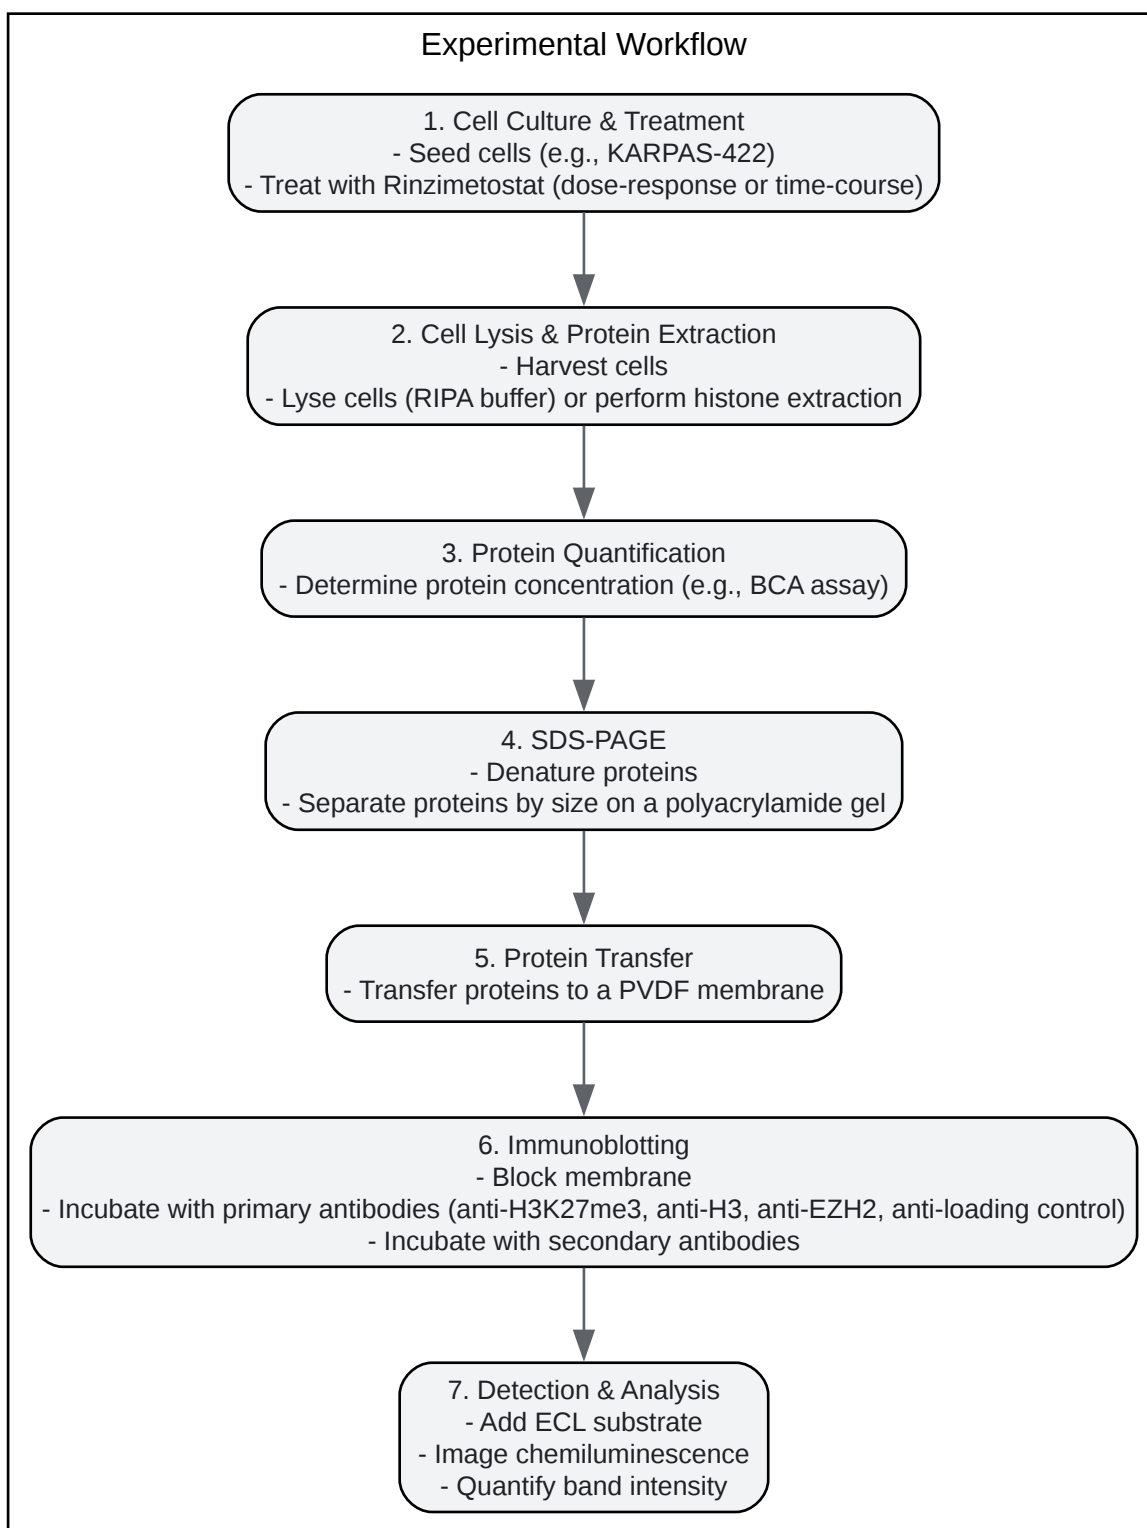 Experimental Workflow
1. Cell Culture & Treatment
- Seed cells (e.g., KARPAS-422)
- Treat with Rinzimetostat (dose-response or time-course)
2. Cell Lysis & Protein Extraction
- Harvest cells
- Lyse cells (RIPA buffer) or perform histone extraction
3. Protein Quantification
- Determine protein concentration (e.g., BCA assay)
4. SDS-PAGE
- Denature proteins
- Separate proteins by size on a polyacrylamide gel
5. Protein Transfer
- Transfer proteins to a PVDF membrane
6. Immunoblotting
- Block membrane
- Incubate with primary antibodies (anti-H3K27me3, anti-H3, anti-EZH2, anti-loading control)
- Incubate with secondary antibodies
7. Detection & Analysis
- Add ECL substrate
- Image chemiluminescence
- Quantify band intensity